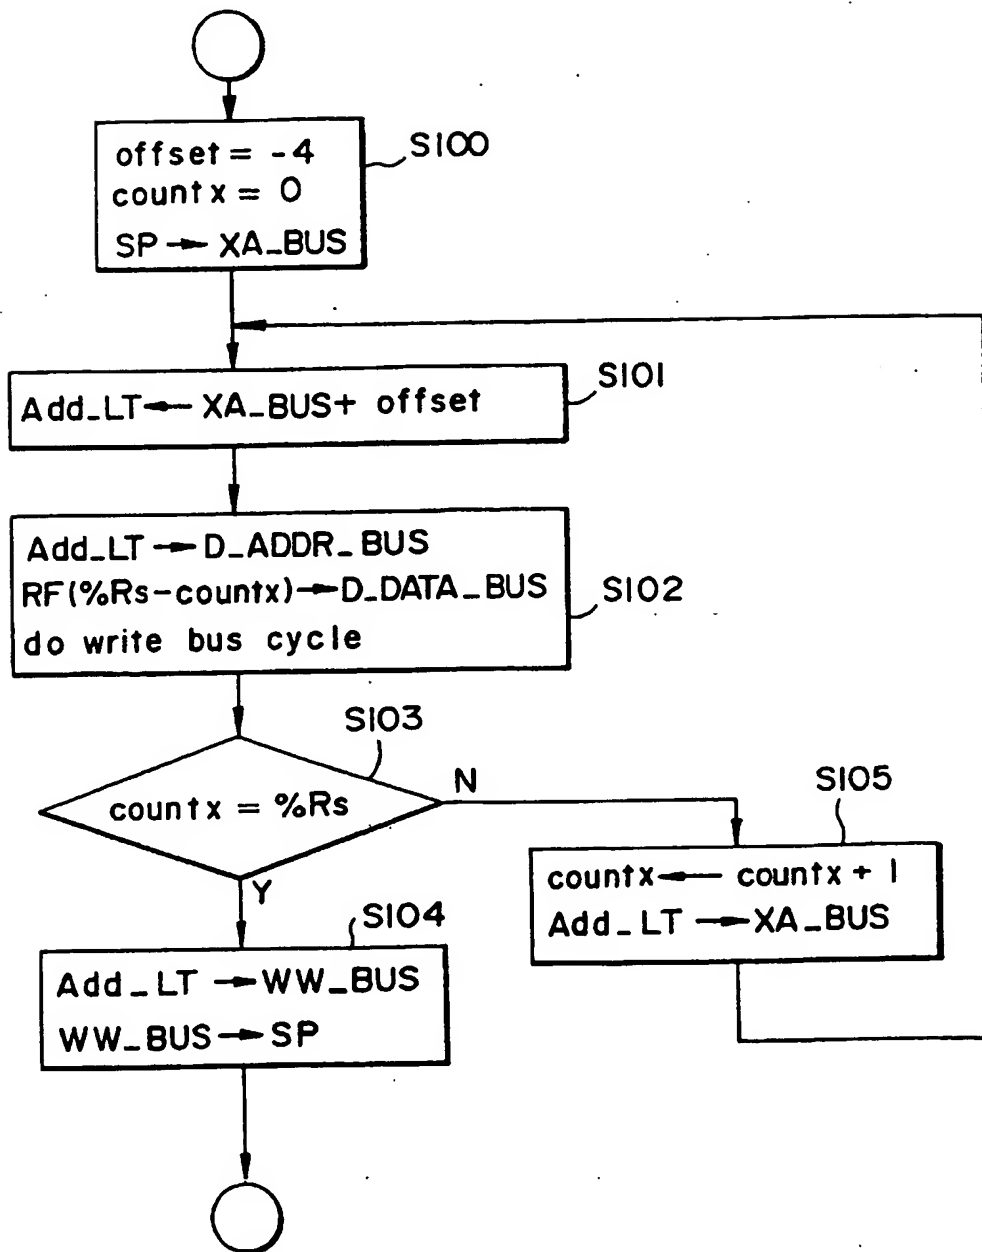 offset = -4
countx = 0
SP → XA_BUS
S100
Add_LT ← XA_BUS + offset
S101
Add_LT → D_ADDR_BUS
RF(%Rs-countx) → D_DATA_BUS
do write bus cycle
S102
S103
countx = %Rs
N
Y
S105
countx ← countx + 1
Add_LT → XA_BUS
S104
Add_LT → WW_BUS
WW_BUS → SP